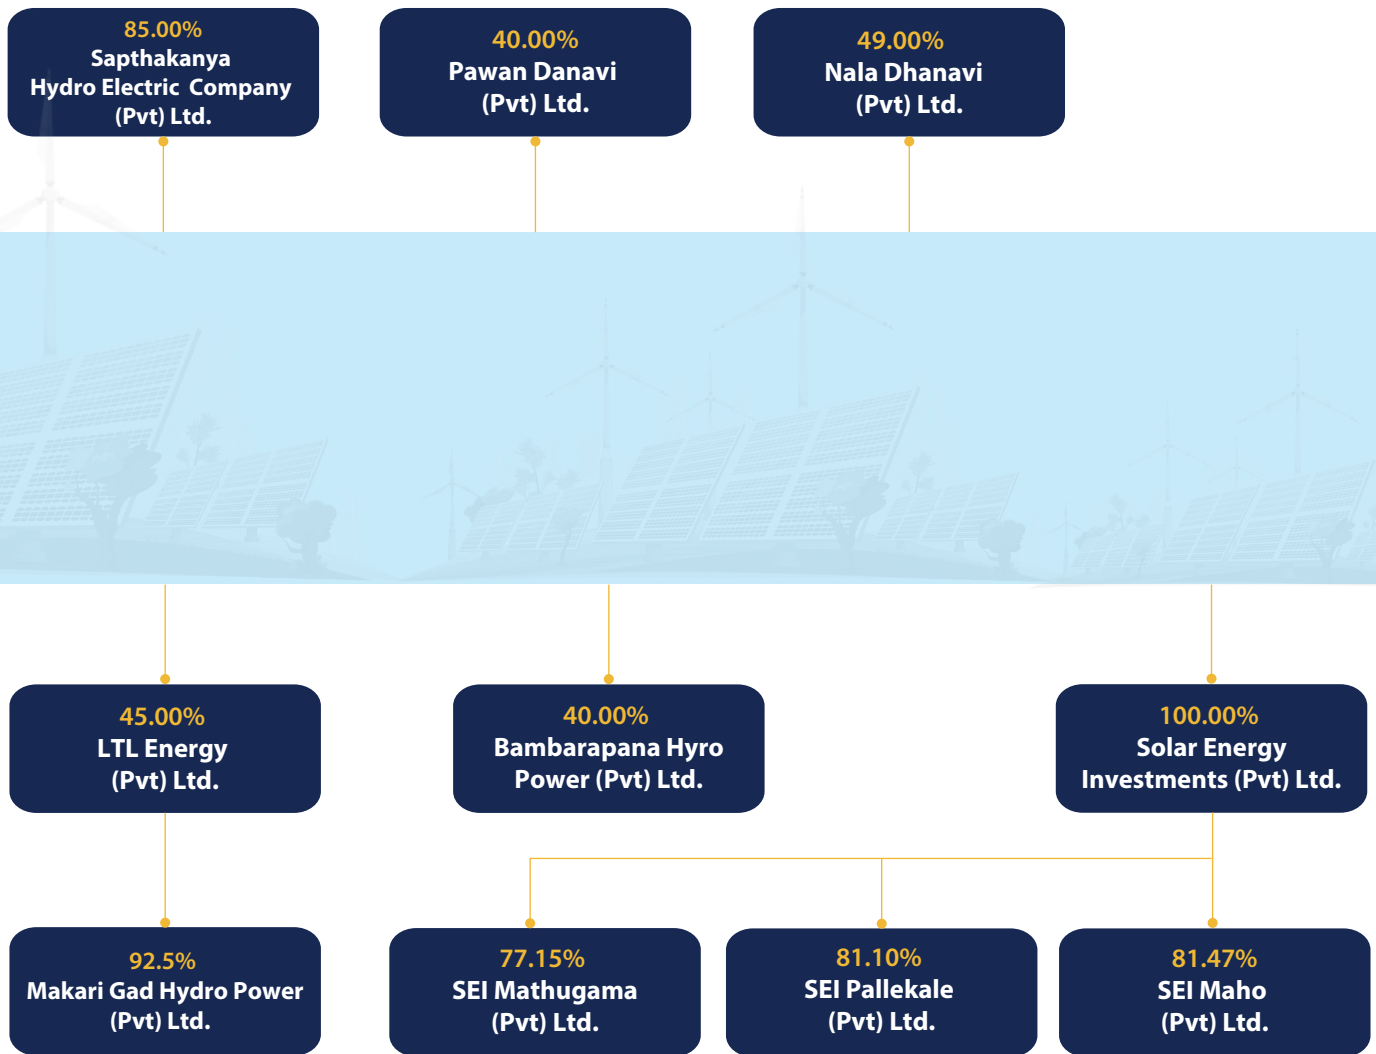 85.00%
Sapthakanya
Hydro Electric Company
(Pvt) Ltd.
40.00%
Pawan Danavi
(Pvt) Ltd.
49.00%
Nala Dhanavi
(Pvt) Ltd.
45.00%
LTL Energy
(Pvt) Ltd.
40.00%
Bambarapana Hyro
Power (Pvt) Ltd.
100.00%
Solar Energy
Investments (Pvt) Ltd.
92.5%
Makari Gad Hydro Power
(Pvt) Ltd.
77.15%
SEI Mathugama
(Pvt) Ltd.
81.10%
SEI Pallekale
(Pvt) Ltd.
81.47%
SEI Maho
(Pvt) Ltd.